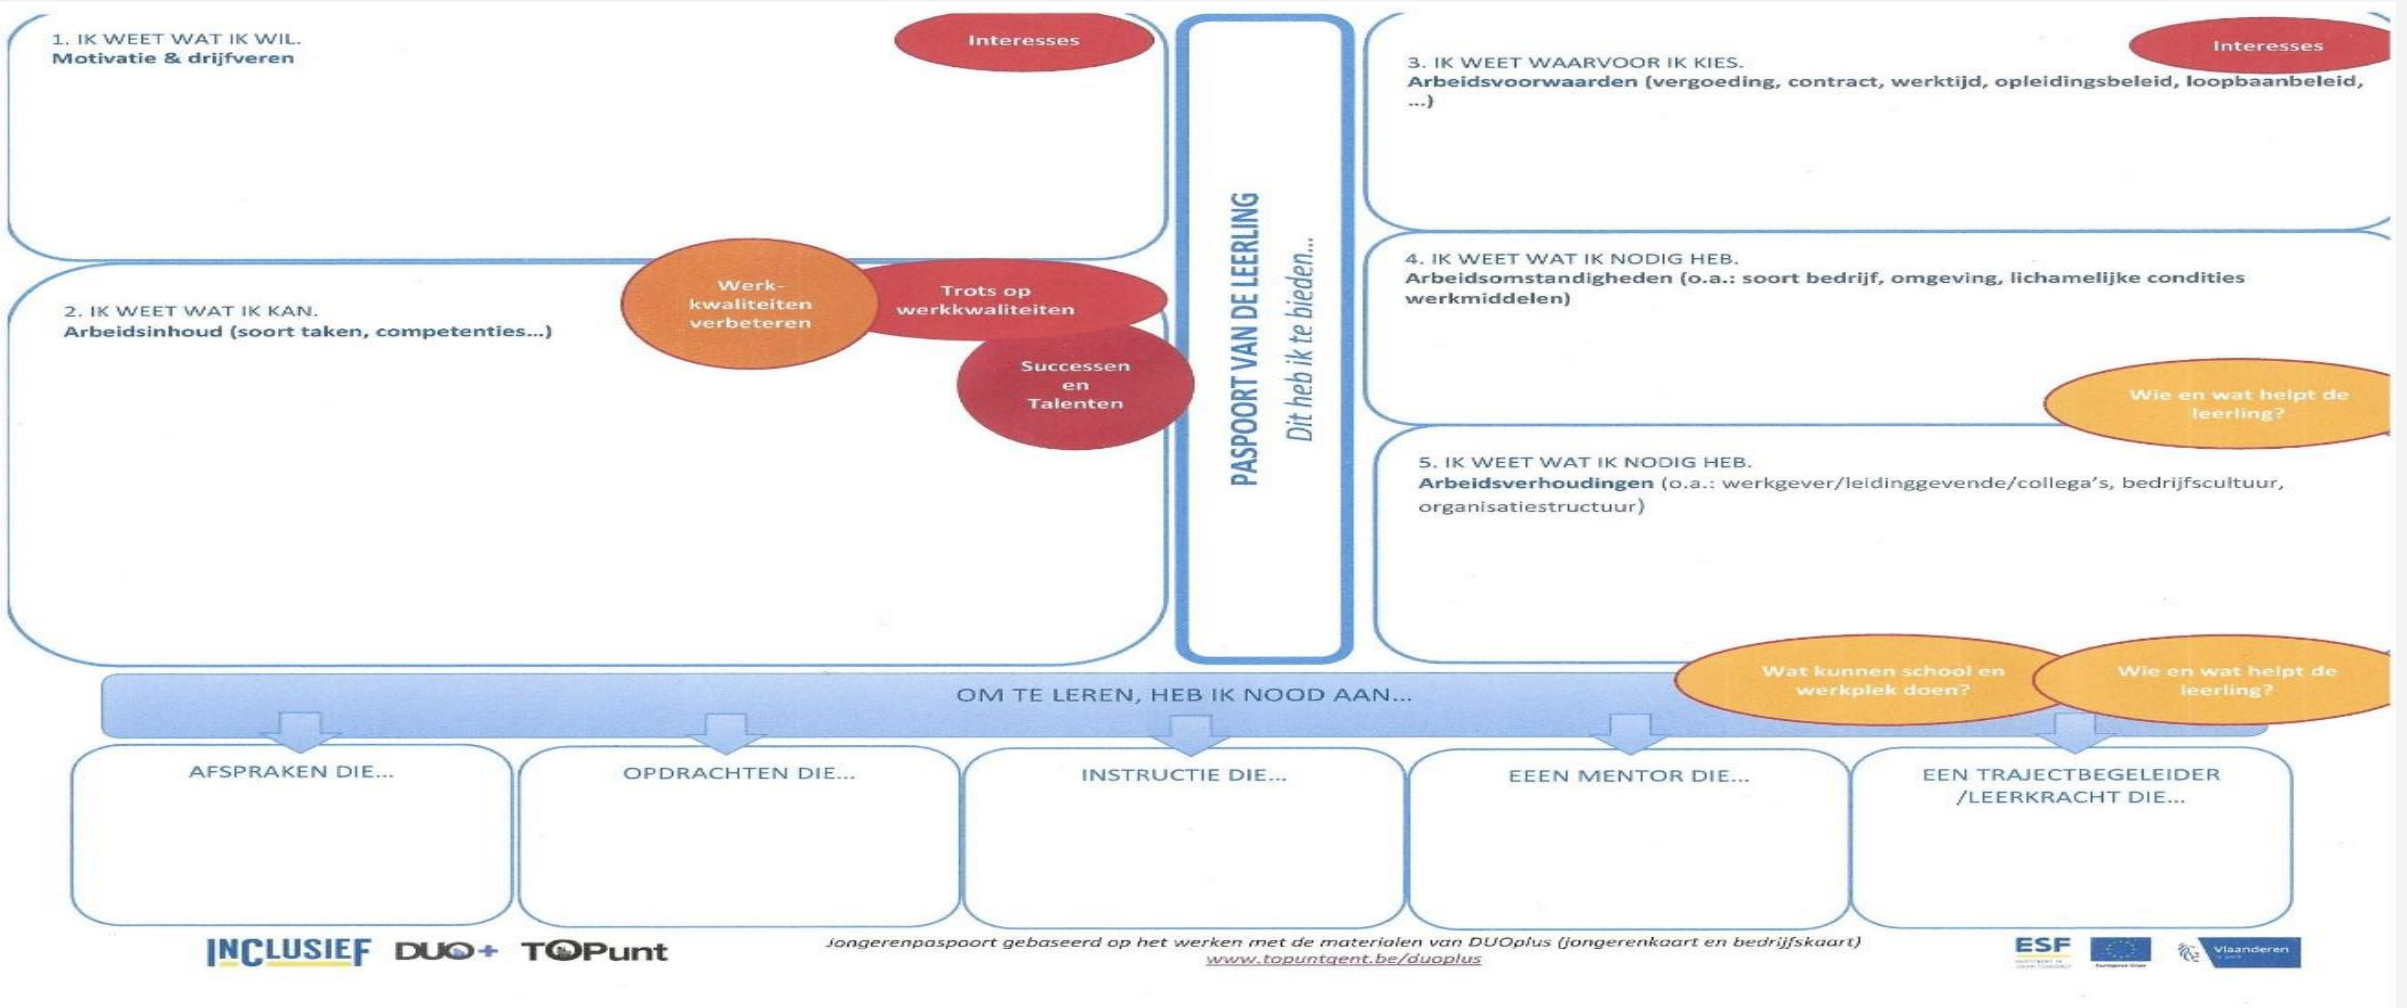 1. IK WEET WAT IK WIL.
Motivatie & drijfveren
Interesses
2. IK WEET WAT IK KAN.
Arbeidsinhoud (soort taken, competenties...)
Werk-
kwaliteiten
verbeteren
Trots op
werkkwaliteiten
Successen
en
Talenten
PASPOORT VAN DE LEERLING
Dit heb ik te bieden...
Interesses
3. IK WEET WAARVOOR IK KIES.
Arbeidsvoorwaarden (vergoeding, contract, werktijd, opleidingsbeleid, loopbaanbeleid,
...)
4. IK WEET WAT IK NODIG HEB.
Arbeidsomstandigheden (o.a.: soort bedrijf, omgeving, lichamelijke condities
werkmiddelen)
Wie en wat helpt de
leerling?
5. IK WEET WAT IK NODIG HEB.
Arbeidsverhoudingen (o.a.: werkgever/leidinggevende/collega's, bedrijfscultuur,
organisatiestructuur)
Wat kunnen school en
werkplek doen?
Wie en wat helpt de
leerling?
OM TE LEREN, HEB IK NOOD AAN...
AFSPRAKEN DIE...
OPDRACHTEN DIE...
INSTRUCTIE DIE...
EEEN MENTOR DIE...
EEN TRAJECTBEGELEIDER
/LEERKRACHT DIE...
INCLUSIEF DUO+ TOPunt
Jongerenpaspoort gebaseerd op het werken met de materialen van DUOplus (jongerenkaart en bedrijfskaart)
www.topuntgent.be/duoplus
ESF
Vlaanderen